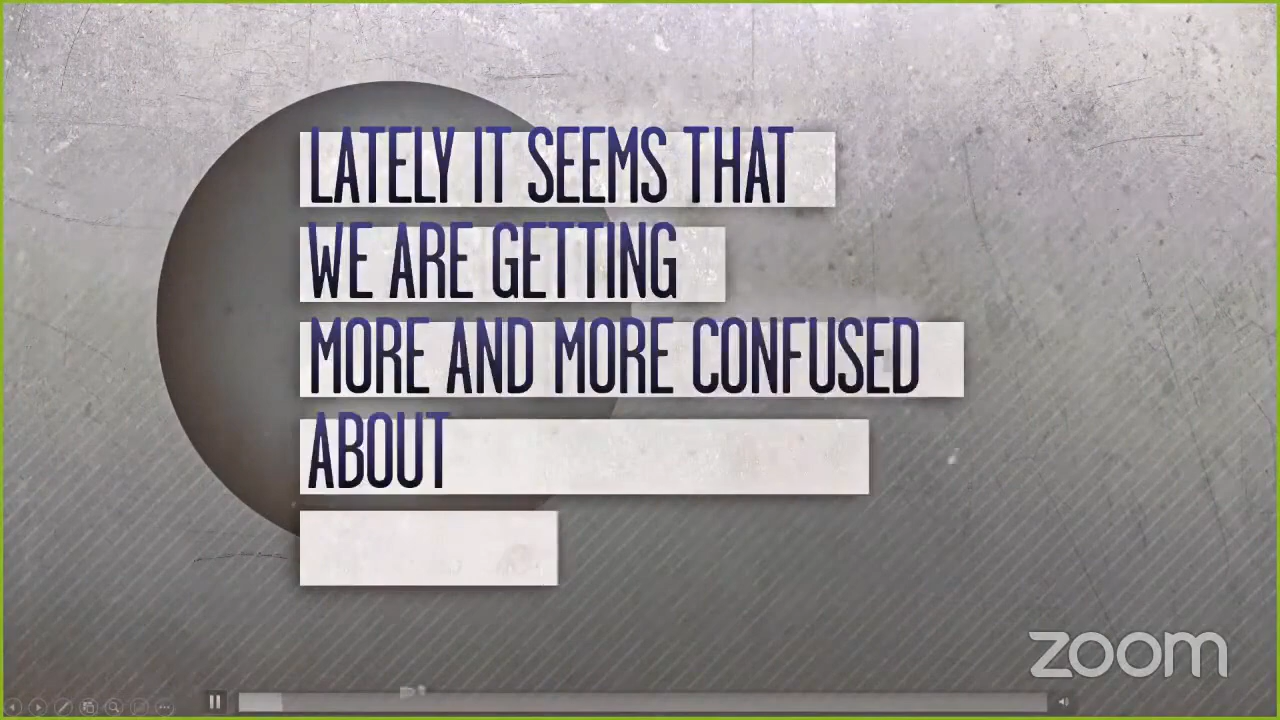 LATELY IT SEEMS THAT
WE ARE GETTING
MORE AND MORE CONFUSED
ABOUT
zoom